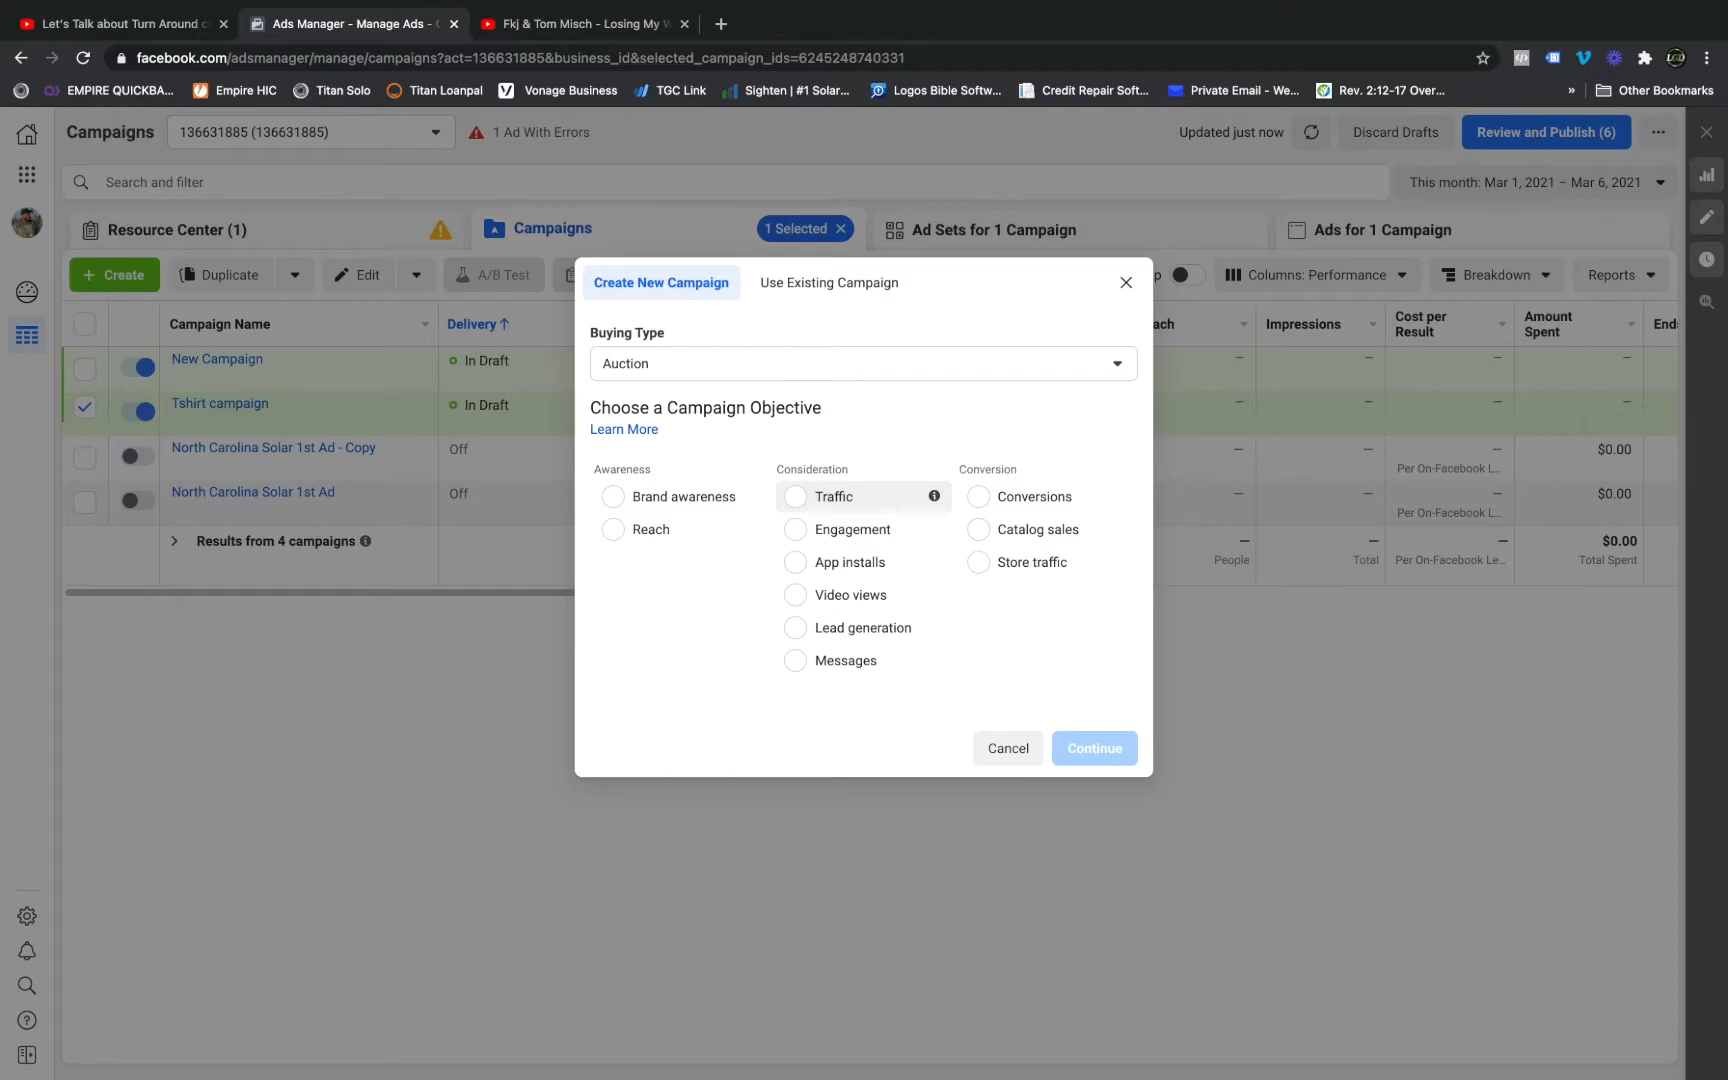 Let's Talk about Turn Around c
Ads Manager - Manage Ads - C
Fkj & Tom Misch - Losing My W
facebook.com/adsmanager/manage/campaigns?act=136631885&business_id&selected_campaign_ids=6245248740331
LGD
EMPIRE QUICKBA...
Empire HIC
Titan Solo
Titan Loanpal
Vonage Business
TGC Link
Sighten | #1 Solar...
Logos Bible Softw...
Credit Repair Soft...
Private Email - We...
Rev. 2:12-17 Over...
»
Other Bookmarks
Campaigns
136631885 (136631885)
1 Ad With Errors
Updated just now
Discard Drafts
Review and Publish (6)
Search and filter
This month: Mar 1, 2021 – Mar 6, 2021
Resource Center (1)
Campaigns
1 Selected
Ad Sets for 1 Campaign
Ads for 1 Campaign
+ Create
Duplicate
Edit
A/B Test
p
Columns: Performance
Breakdown
Reports
Campaign Name
Delivery ↑
ach
Impressions
Cost per
Result
Amount
Spent
Ends
New Campaign
In Draft
—
—
—
—
Tshirt campaign
In Draft
—
—
—
—
North Carolina Solar 1st Ad - Copy
Off
—
—
—
Per On-Facebook L...
$0.00
North Carolina Solar 1st Ad
Off
—
—
—
Per On-Facebook L...
$0.00
Results from 4 campaigns
—
People
—
Total
—
Per On-Facebook Le...
$0.00
Total Spent
Create New Campaign
Use Existing Campaign
Buying Type
Auction
Choose a Campaign Objective
Learn More
Awareness
Brand awareness
Reach
Consideration
Traffic
Engagement
App installs
Video views
Lead generation
Messages
Conversion
Conversions
Catalog sales
Store traffic
Cancel
Continue